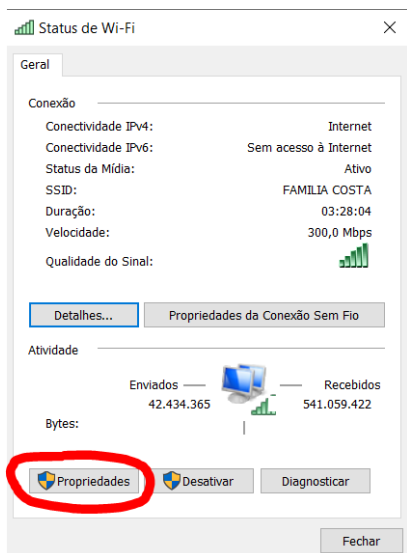 Status de Wi-Fi
Geral
Conexão
Conectividade IPv4: Internet
Conectividade IPv6: Sem acesso à Internet
Status da Mídia: Ativo
SSID: FAMILIA COSTA
Duração: 03:28:04
Velocidade: 300,0 Mbps
Qualidade do Sinal:
Detalhes... Propriedades da Conexão Sem Fio
Atividade
Enviados Recebidos
42.434.365 541.059.422
Bytes:
Propriedades Desativar Diagnosticar
Fechar